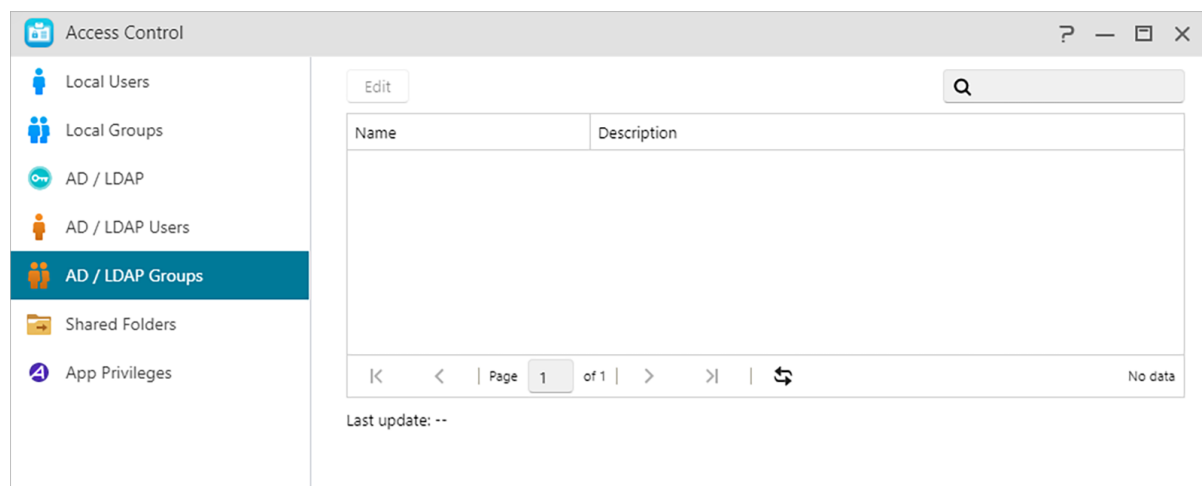 Access Control
Local Users
Local Groups
AD / LDAP
AD / LDAP Users
AD / LDAP Groups
Shared Folders
App Privileges
Edit
Name Description
Page 1 of 1 No data
Last update: --